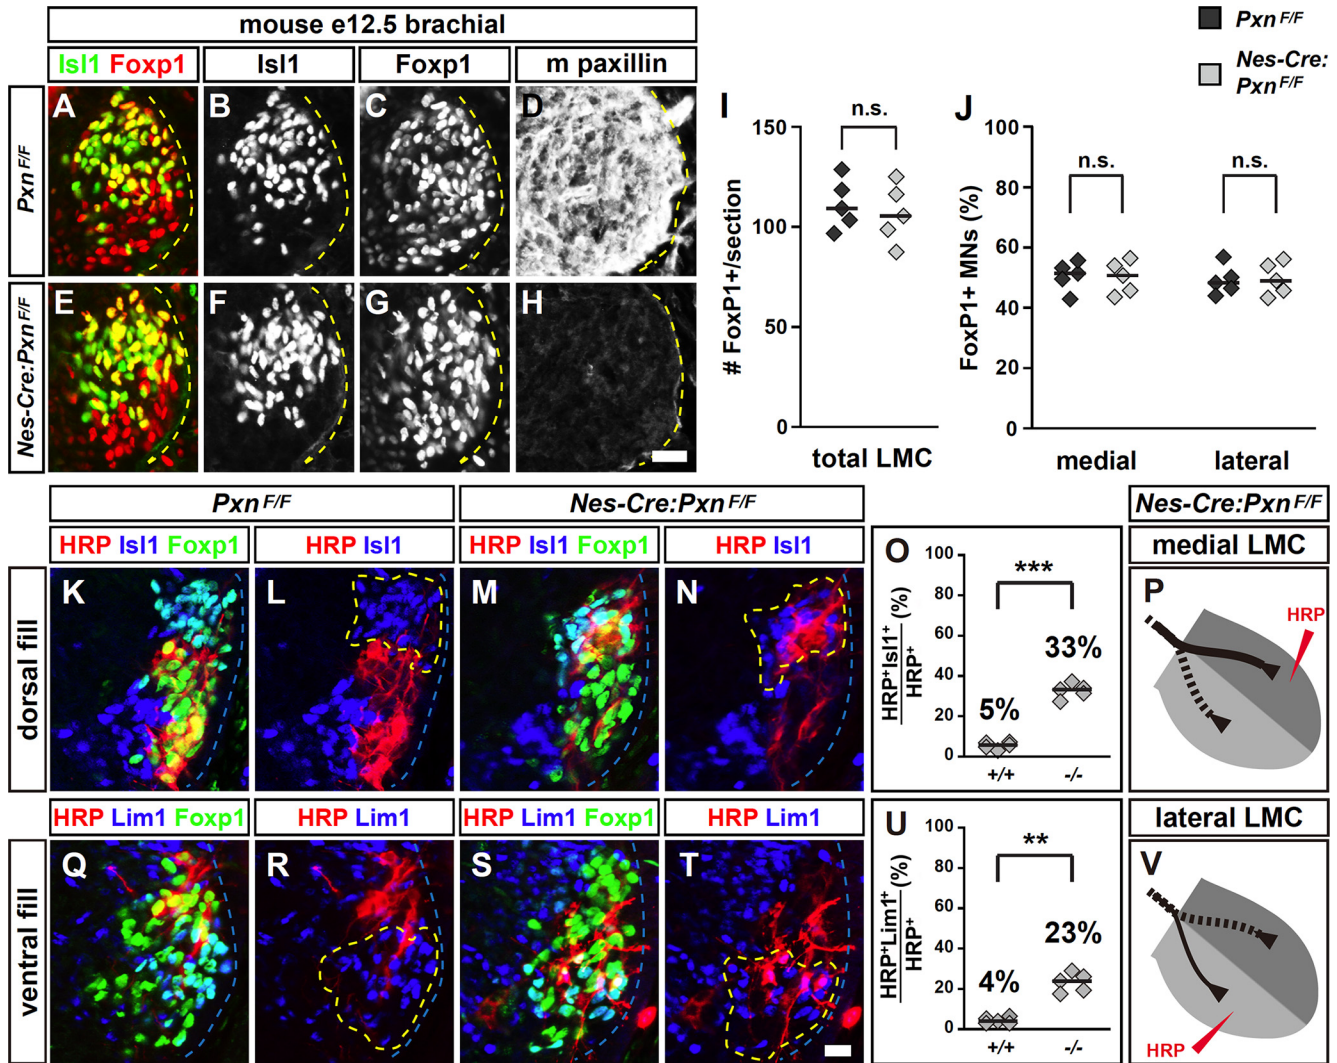 mouse e12.5 brachial
Isl1 Foxp1
Isl1
Foxp1
m paxillin
Pxn F/F
Nes-Cre:Pxn F/F
A
B
C
D
E
F
G
H
Pxn F/F
Nes-Cre:
Pxn F/F
I
n.s.
150
100
50
0
# FoxP1+/section
total LMC
J
n.s.
n.s.
100
80
60
40
20
0
FoxP1+ MNs (%)
medial
lateral
Pxn F/F
Nes-Cre:Pxn F/F
HRP Isl1 Foxp1
HRP Isl1
HRP Isl1 Foxp1
HRP Isl1
dorsal fill
K
L
M
N
O
100
80
60
40
20
0
HRP+Isl1+
HRP+
(%)
***
5%
33%
+/+
-/-
Nes-Cre:Pxn F/F
medial LMC
P
HRP
HRP Lim1 Foxp1
HRP Lim1
HRP Lim1 Foxp1
HRP Lim1
ventral fill
Q
R
S
T
U
100
80
60
40
20
0
HRP+Lim1+
HRP+
(%)
**
4%
23%
+/+
-/-
lateral LMC
V
HRP